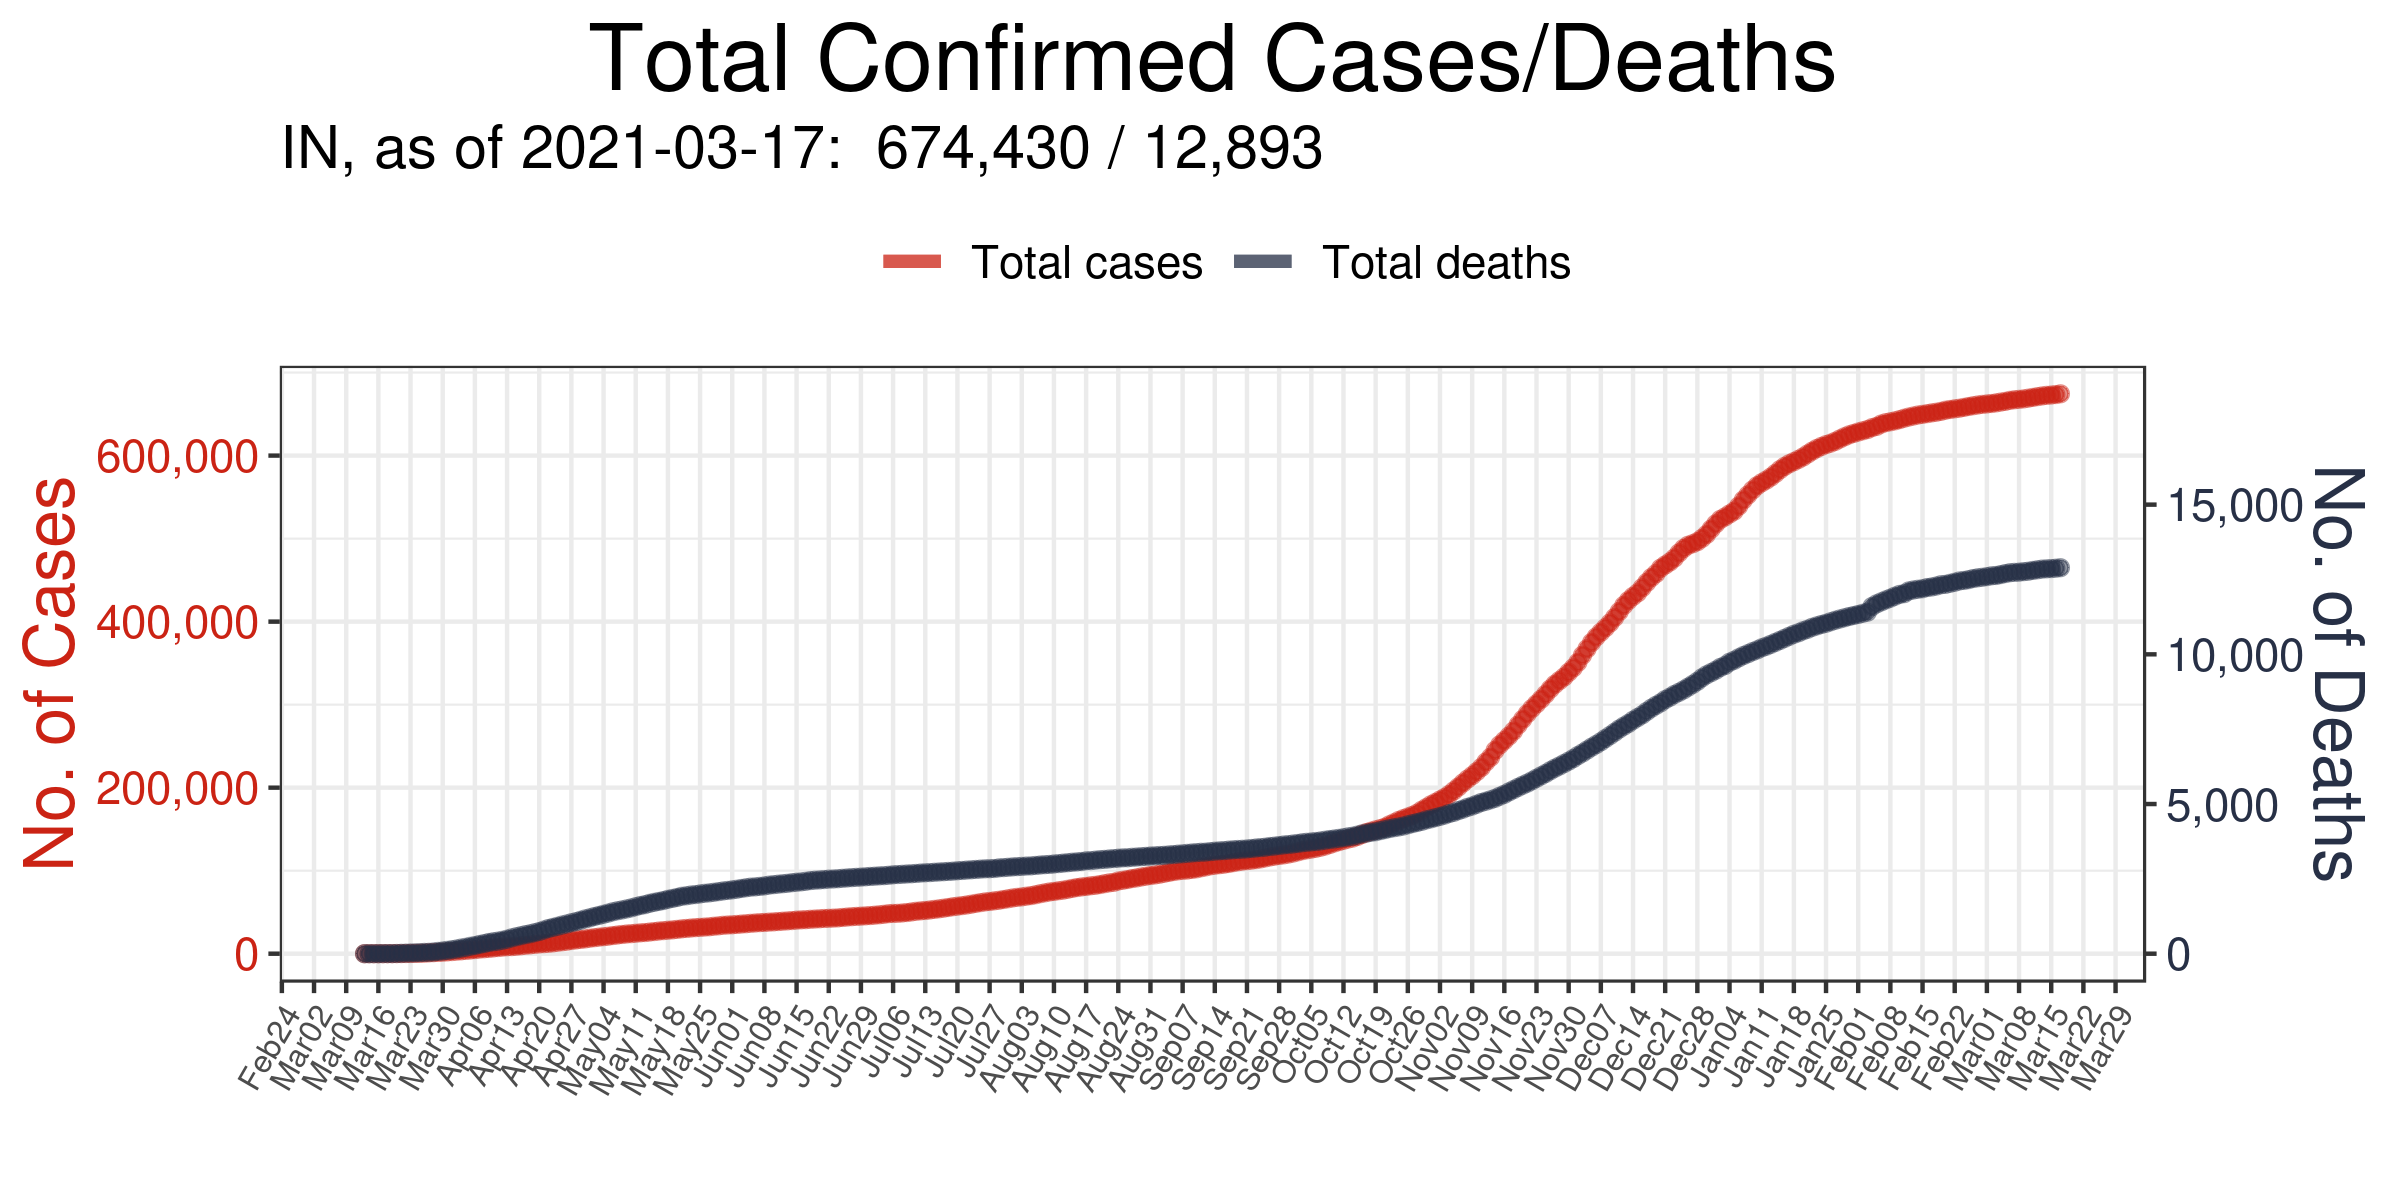 Total Confirmed Cases/Deaths
IN, as of 2021-03-17:  674,430 / 12,893
Total cases
Total deaths
No. of Cases
600,000
400,000
200,000
0
15,000
10,000
5,000
0
No. of Deaths
Feb24
Mar02
Mar09
Mar16
Mar23
Mar30
Apr06
Apr13
Apr20
Apr27
May04
May11
May18
May25
Jun01
Jun08
Jun15
Jun22
Jun29
Jul06
Jul13
Jul20
Jul27
Aug03
Aug10
Aug17
Aug24
Aug31
Sep07
Sep14
Sep21
Sep28
Oct05
Oct12
Oct19
Oct26
Nov02
Nov09
Nov16
Nov23
Nov30
Dec07
Dec14
Dec21
Dec28
Jan04
Jan11
Jan18
Jan25
Feb01
Feb08
Feb15
Feb22
Mar01
Mar08
Mar15
Mar22
Mar29